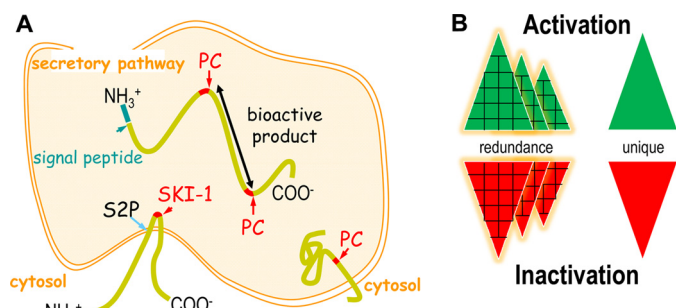 A
secretory pathway
PC
NH3+
bioactive
product
signal peptide
COO-
S2P
SKI-1
PC
PC
cytosol
cytosol
NH
COO-
B
Activation
redundance
unique
Inactivation